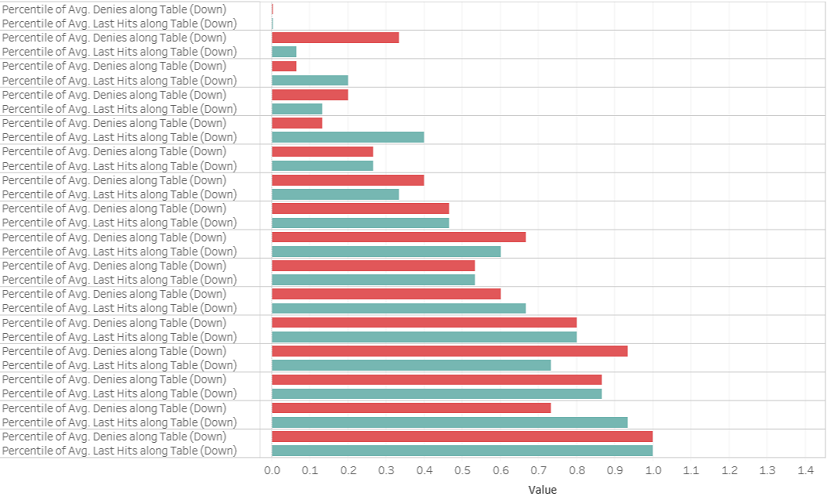 Percentile of Avg. Denies along Table (Down)
Percentile of Avg. Last Hits along Table (Down)
Percentile of Avg. Denies along Table (Down)
Percentile of Avg. Last Hits along Table (Down)
Percentile of Avg. Denies along Table (Down)
Percentile of Avg. Last Hits along Table (Down)
Percentile of Avg. Denies along Table (Down)
Percentile of Avg. Last Hits along Table (Down)
Percentile of Avg. Denies along Table (Down)
Percentile of Avg. Last Hits along Table (Down)
Percentile of Avg. Denies along Table (Down)
Percentile of Avg. Last Hits along Table (Down)
Percentile of Avg. Denies along Table (Down)
Percentile of Avg. Last Hits along Table (Down)
Percentile of Avg. Denies along Table (Down)
Percentile of Avg. Last Hits along Table (Down)
Percentile of Avg. Denies along Table (Down)
Percentile of Avg. Last Hits along Table (Down)
Percentile of Avg. Denies along Table (Down)
Percentile of Avg. Last Hits along Table (Down)
Percentile of Avg. Denies along Table (Down)
Percentile of Avg. Last Hits along Table (Down)
Percentile of Avg. Denies along Table (Down)
Percentile of Avg. Last Hits along Table (Down)
Percentile of Avg. Denies along Table (Down)
Percentile of Avg. Last Hits along Table (Down)
Percentile of Avg. Denies along Table (Down)
Percentile of Avg. Last Hits along Table (Down)
Percentile of Avg. Denies along Table (Down)
Percentile of Avg. Last Hits along Table (Down)
Percentile of Avg. Denies along Table (Down)
Percentile of Avg. Last Hits along Table (Down)
0.0 0.1 0.2 0.3 0.4 0.5 0.6 0.7 0.8 0.9 1.0 1.1 1.2 1.3 1.4
Value